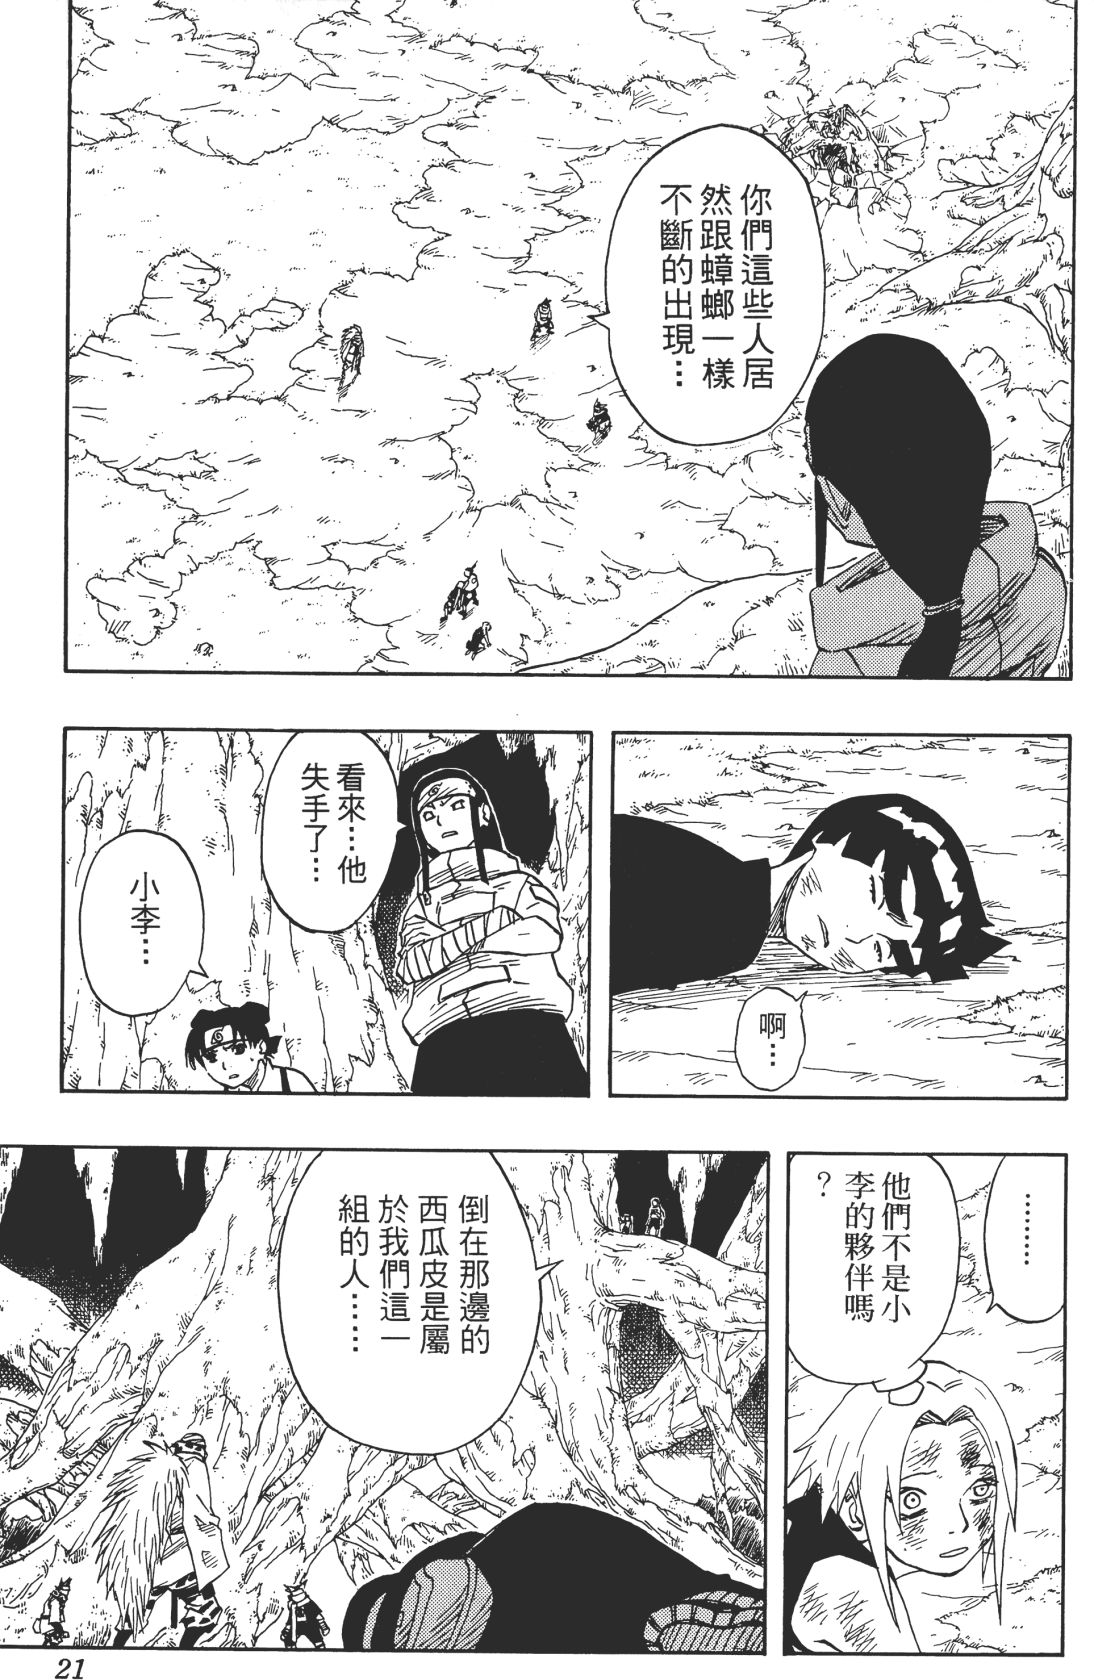 你們這些人居
然跟蟑螂一樣
不斷的出現…
啊…
看來…他
失手了…
小李…
………
他們不是小
李的夥伴嗎
？
倒在那邊的
西瓜皮是屬
於我們這一
組的人……
21